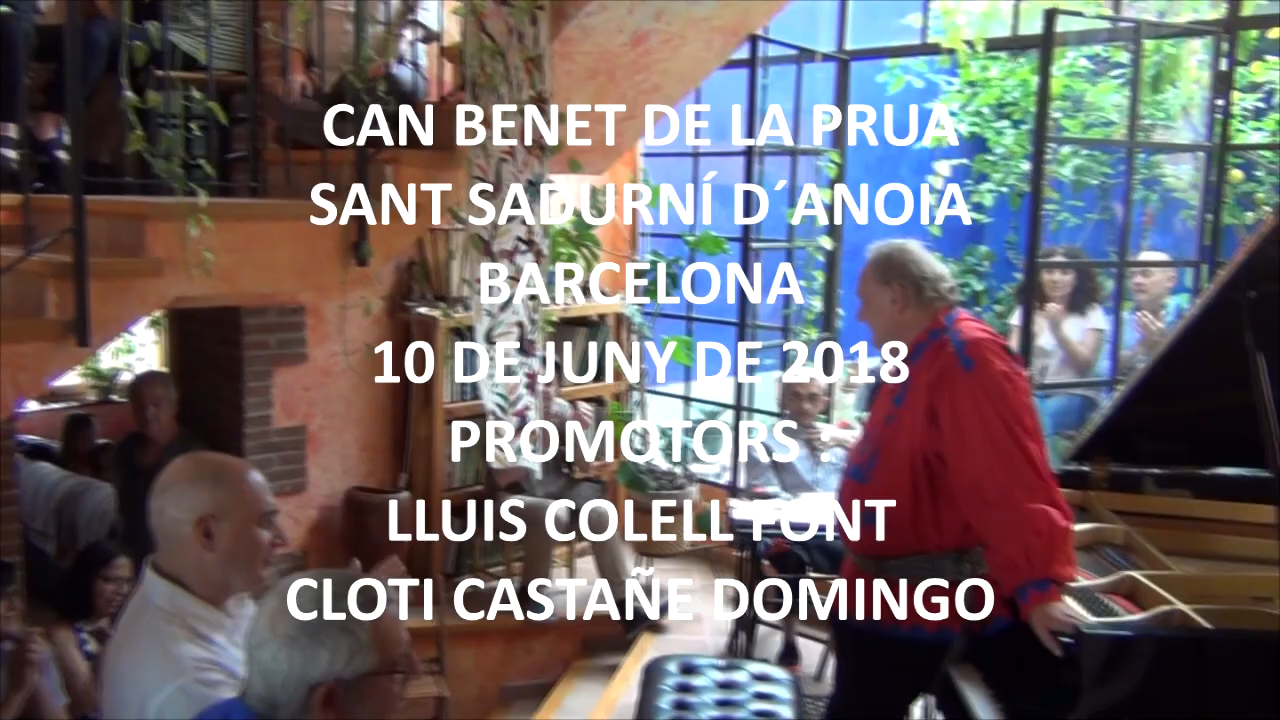 CAN BENET DE LA PRUA
SANT SADURNÍ D´ANOIA
BARCELONA
10 DE JUNY DE 2018
PROMOTORS :
LLUIS COLELL FONT
CLOTI CASTAÑE DOMINGO